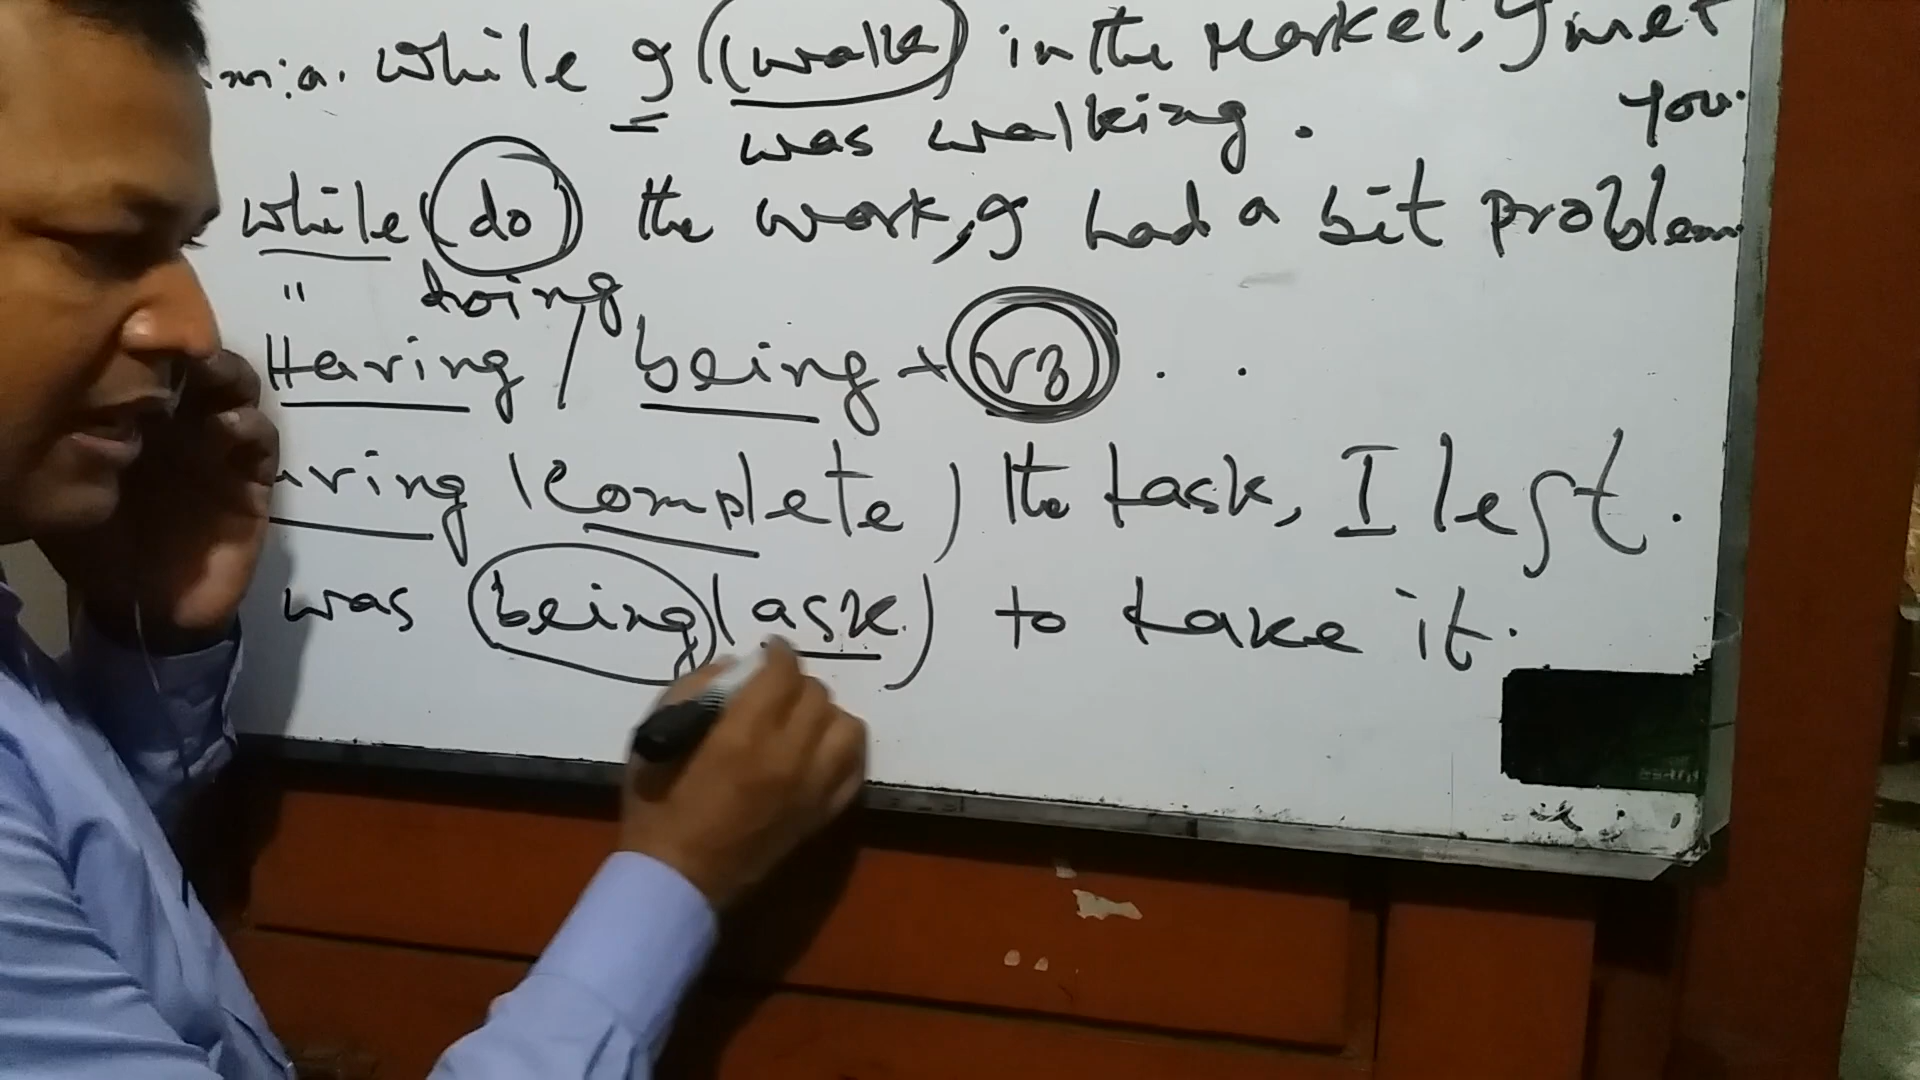 m:a. while I (walk) in the Market, I met
you.
was walking.
while (do) the work, I had a bit problem
" doing
Having / being + v3 . .
aving (Complete) the task, I left.
was being (ask) to take it.